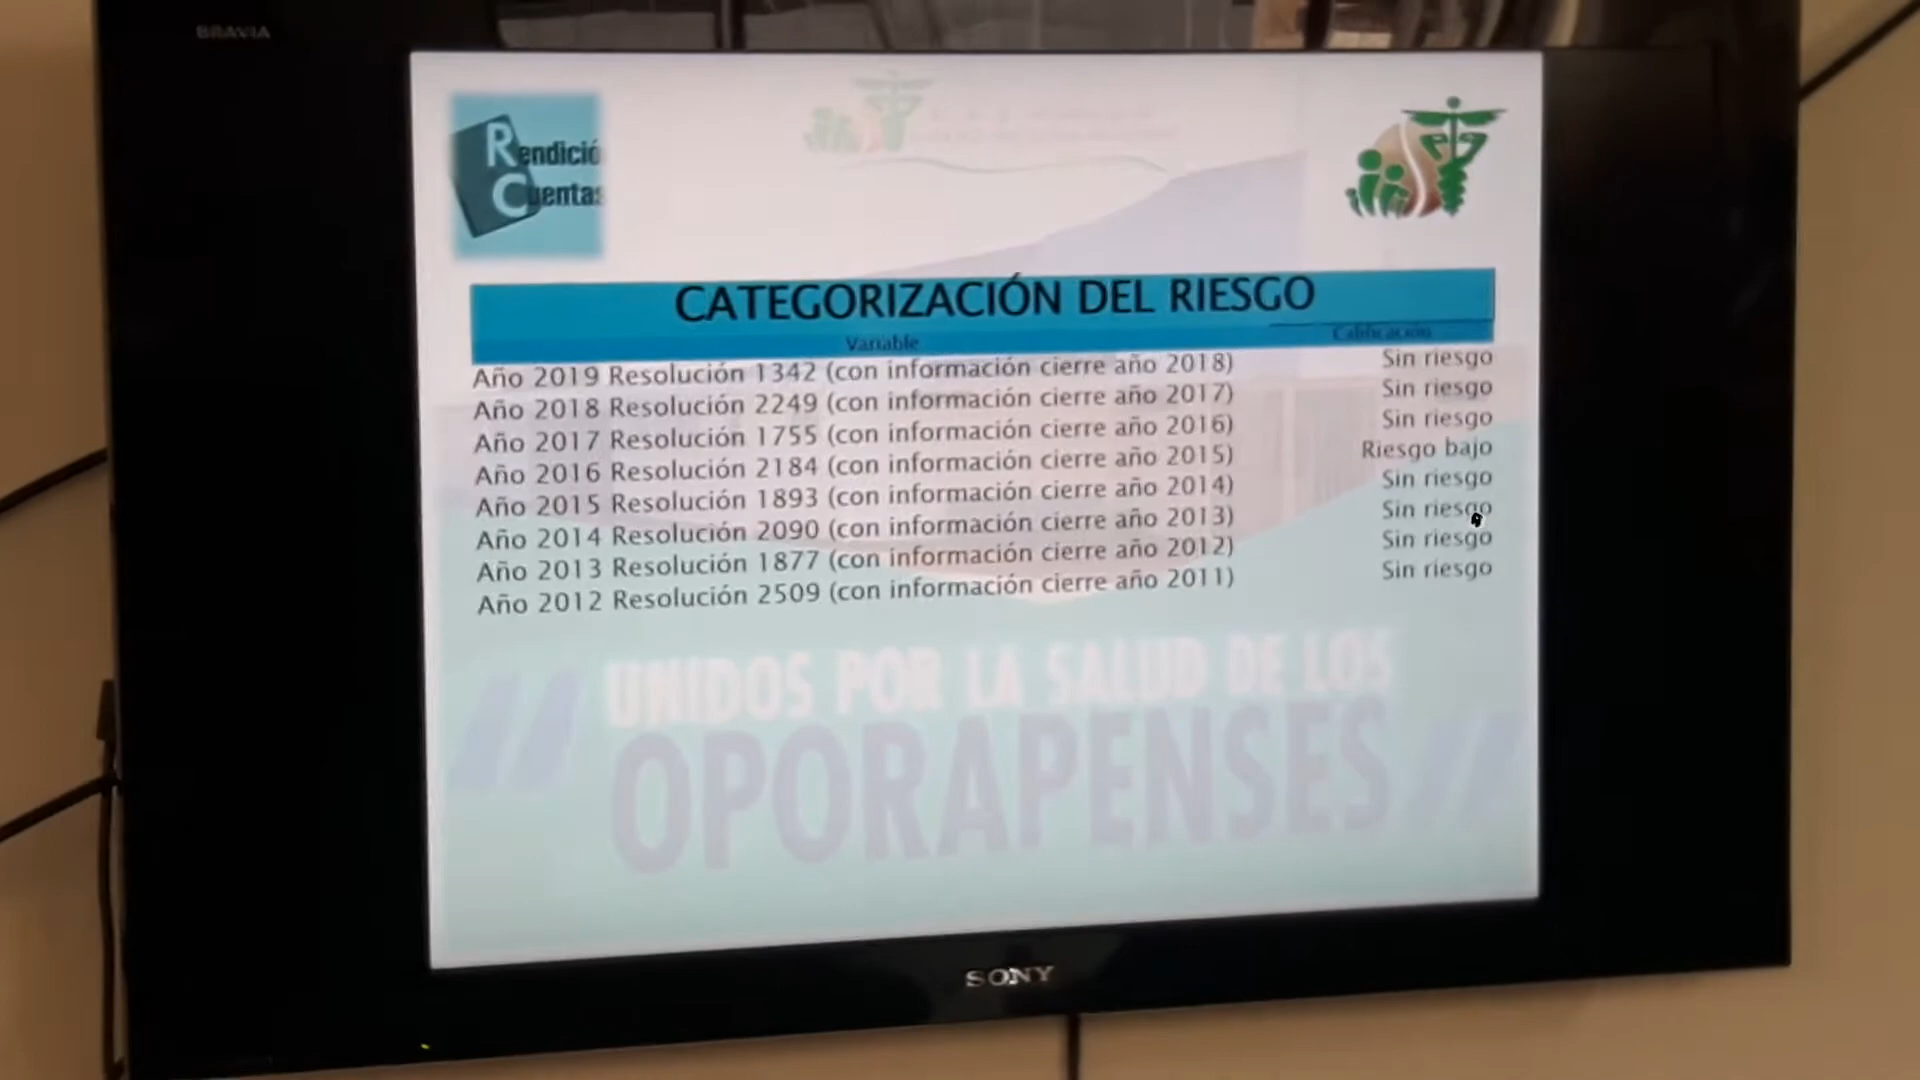 BRAVIA
Rendició
Cuentas
CATEGORIZACIÓN DEL RIESGO
Variable Calificación
Año 2019 Resolución 1342 (con información cierre año 2018) Sin riesgo
Año 2018 Resolución 2249 (con información cierre año 2017) Sin riesgo
Año 2017 Resolución 1755 (con información cierre año 2016) Sin riesgo
Año 2016 Resolución 2184 (con información cierre año 2015) Riesgo bajo
Año 2015 Resolución 1893 (con información cierre año 2014) Sin riesgo
Año 2014 Resolución 2090 (con información cierre año 2013) Sin riesgo
Año 2013 Resolución 1877 (con información cierre año 2012) Sin riesgo
Año 2012 Resolución 2509 (con información cierre año 2011) Sin riesgo
"UNIDOS POR LA SALUD DE LOS
OPORAPENSES"
SONY